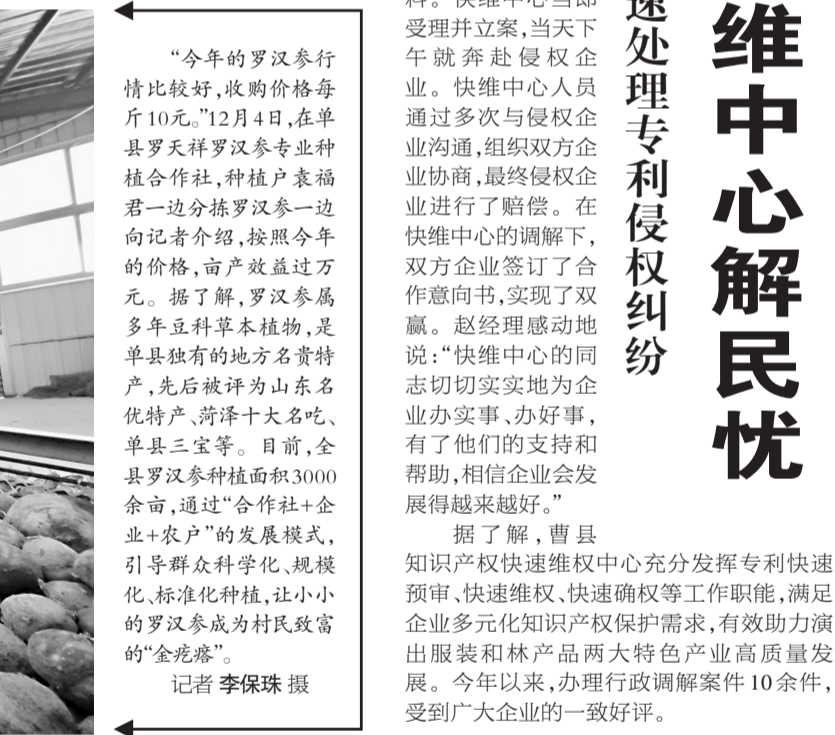 “今年的罗汉参行
情比较好,收购价格每
斤10元。”12月4日,在单
县罗天祥罗汉参专业种
植合作社,种植户袁福
君一边分拣罗汉参一边
向记者介绍,按照今年
的价格,亩产效益过万
元。据了解,罗汉参属
多年豆科草本植物,是
单县独有的地方名贵特
产,先后被评为山东名
优特产、菏泽十大名吃、
单县三宝等。目前,全
县罗汉参种植面积3000
余亩,通过“合作社+企
业+农户”的发展模式,
引导群众科学化、规模
化、标准化种植,让小小
的罗汉参成为村民致富
的“金疙瘩”。
记者 李保珠 摄
维中心解民忧
速处理专利侵权纠纷
科。快维中心当即
受理并立案,当天下
午就奔赴侵权企
业。快维中心人员
通过多次与侵权企
业沟通,组织双方企
业协商,最终侵权企
业进行了赔偿。在
快维中心的调解下,
双方企业签订了合
作意向书,实现了双
赢。赵经理感动地
说:“快维中心的同
志切切实实地为企
业办实事、办好事,
有了他们的支持和
帮助,相信企业会发
展得越来越好。”
据了解,曹县
知识产权快速维权中心充分发挥专利快速
预审、快速维权、快速确权等工作职能,满足
企业多元化知识产权保护需求,有效助力演
出服装和林产品两大特色产业高质量发
展。今年以来,办理行政调解案件10余件,
受到广大企业的一致好评。